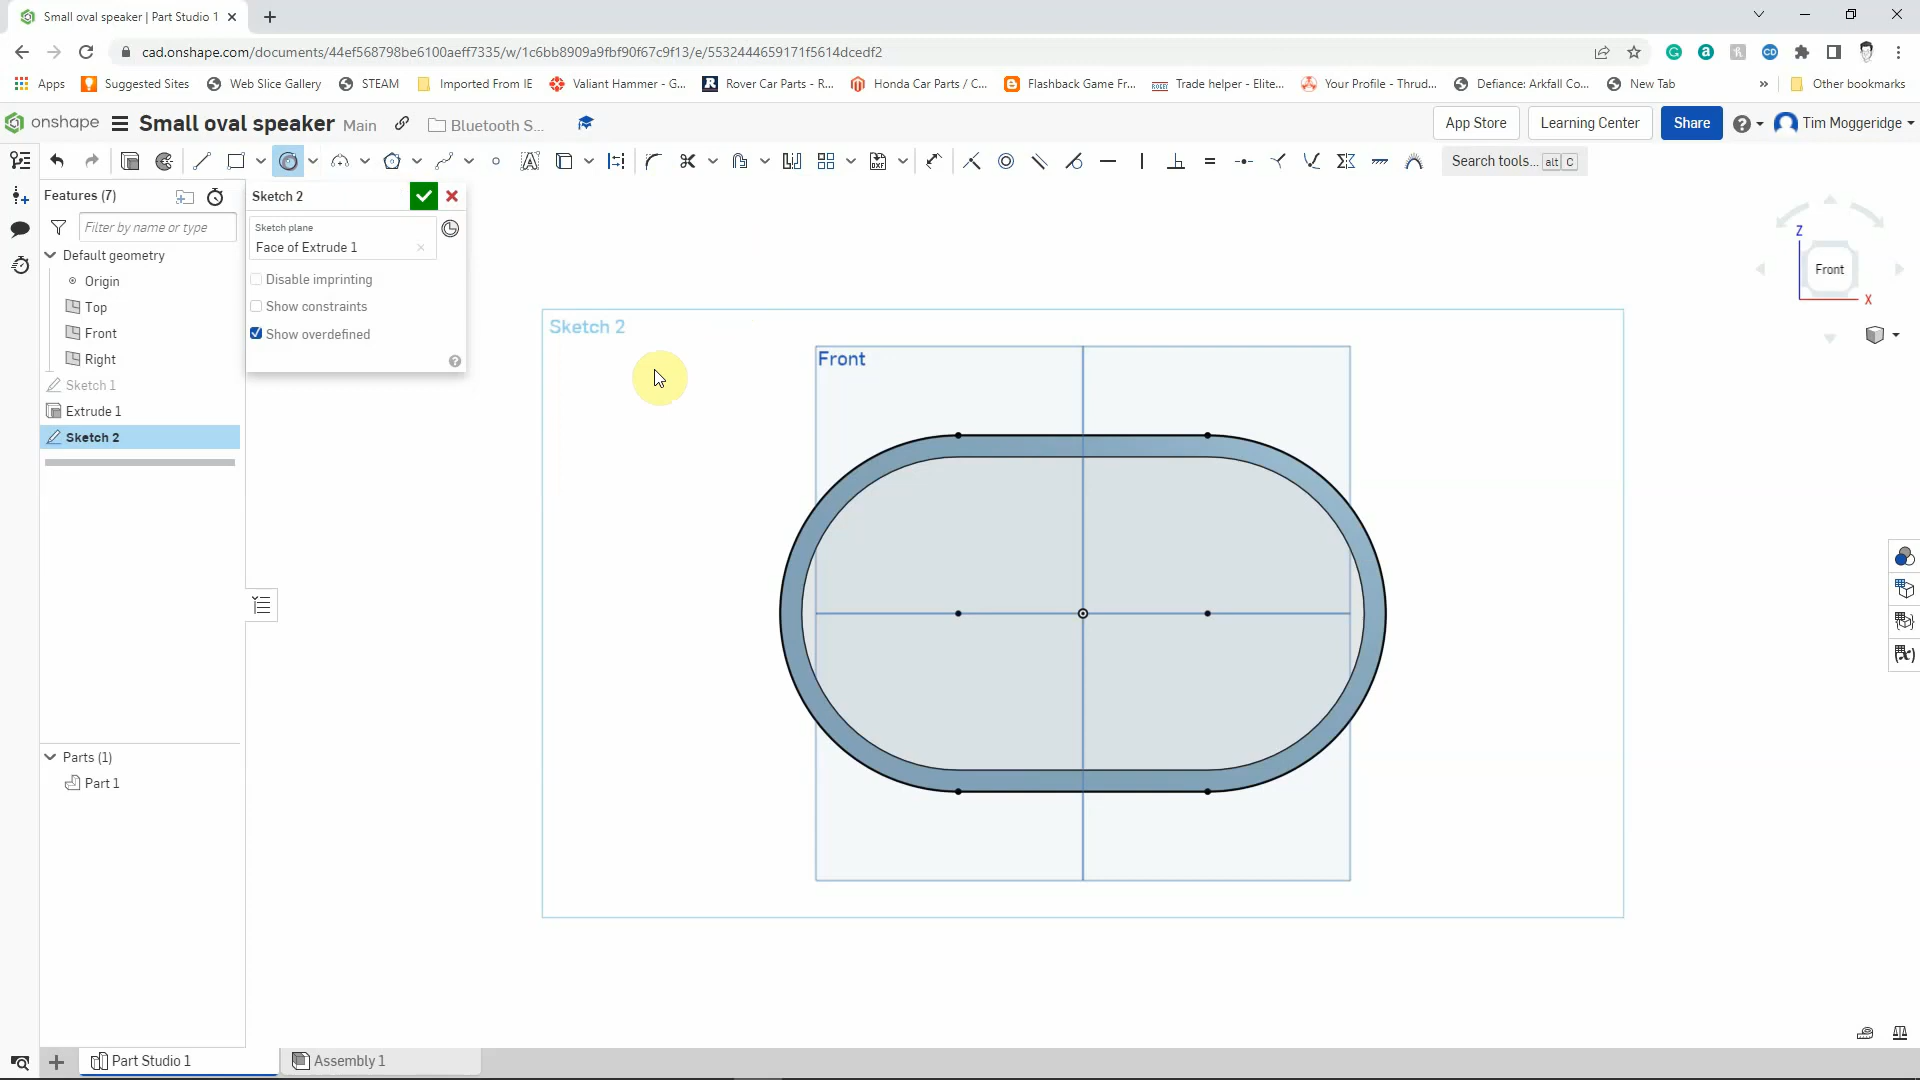 Small oval speaker | Part Studio 1
cad.onshape.com/documents/44ef568798be6100aeff7335/w/1c6bb8909a9fbf90f67c9f13/e/5532444659171f5614dcedf2
Apps Suggested Sites Web Slice Gallery STEAM Imported From IE Valiant Hammer - G... Rover Car Parts - R... Honda Car Parts / C... Flashback Game Fr... Trade helper - Elite... Your Profile - Thrud... Defiance: Arkfall Co... New Tab » Other bookmarks
onshape Small oval speaker Main Bluetooth S... App Store Learning Center Share Tim Moggeridge
Search tools... alt C
Features (7)
Filter by name or type
Default geometry
Origin
Top
Front
Right
Sketch 1
Extrude 1
Sketch 2
Parts (1)
Part 1
Sketch 2
Sketch plane
Face of Extrude 1
Disable imprinting
Show constraints
Show overdefined
Sketch 2
Front
Z
Front
X
Part Studio 1 Assembly 1